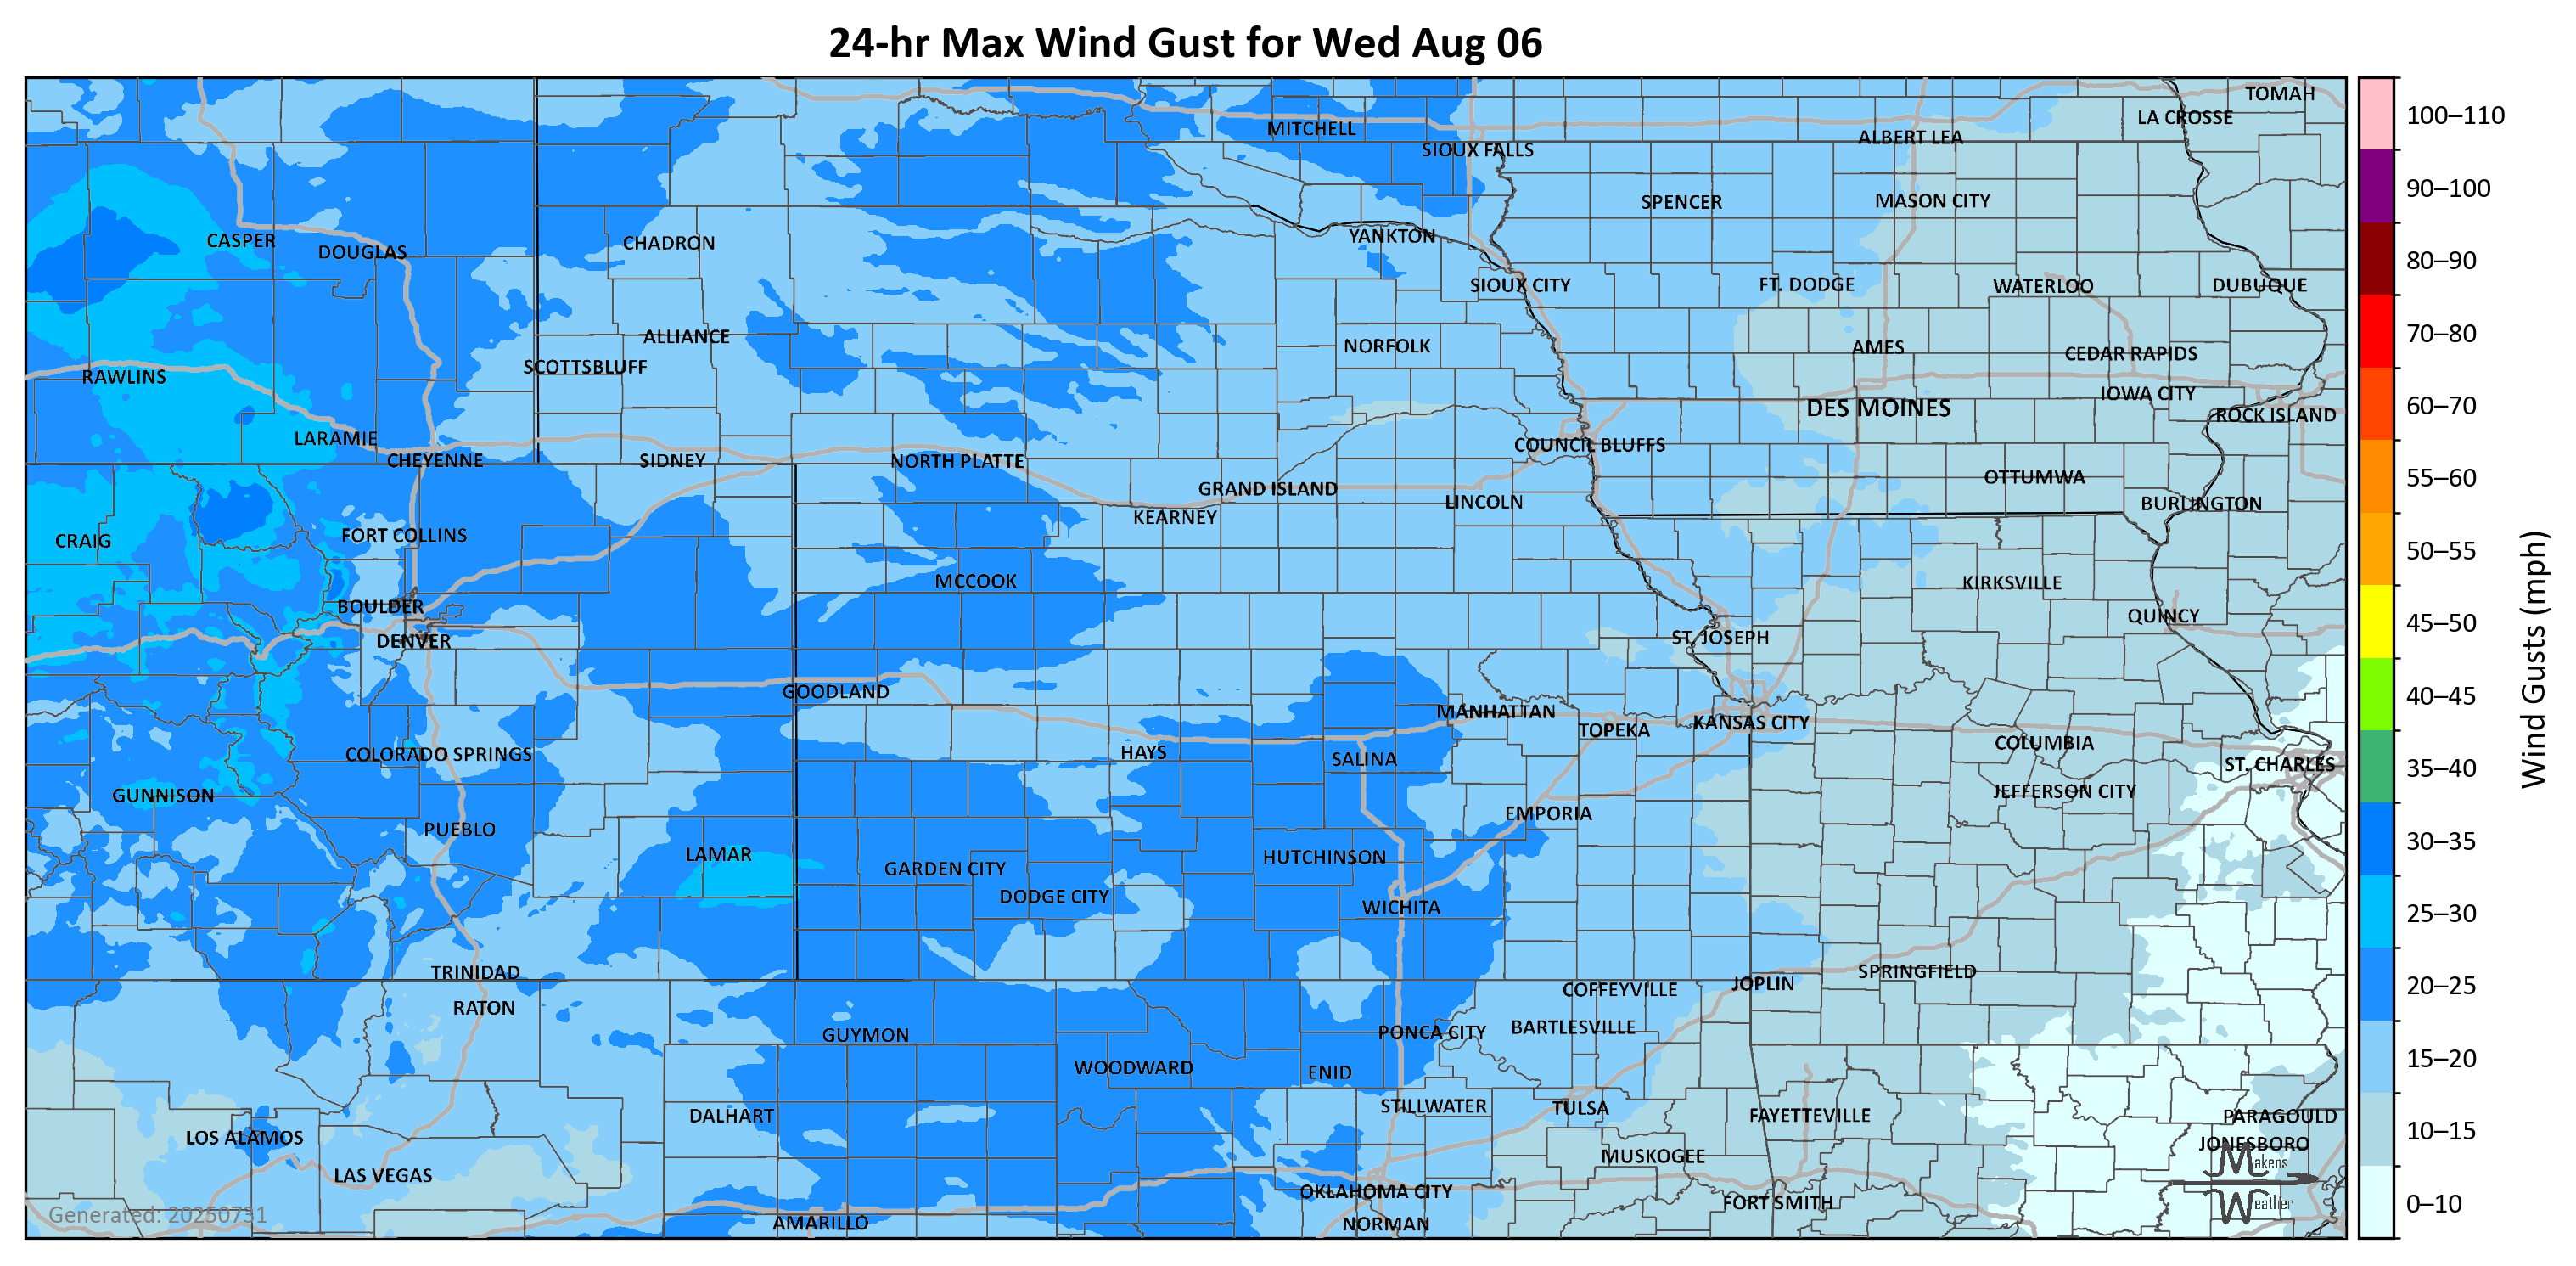 24-hr Max Wind Gust for Wed Aug 06
TOMAH
LA CROSSE
MITCHELL
ALBERT LEA
SIOUX FALLS
SPENCER
MASON CITY
CASPER
DOUGLAS
CHADRON
YANKTON
SIOUX CITY
FT. DODGE
WATERLOO
DUBUQUE
ALLIANCE
NORFOLK
AMES
CEDAR RAPIDS
SCOTTSBLUFF
RAWLINS
IOWA CITY
DES MOINES
ROCK ISLAND
LARAMIE
COUNCIL BLUFFS
CHEYENNE
SIDNEY
NORTH PLATTE
OTTUMWA
GRAND ISLAND
LINCOLN
BURLINGTON
KEARNEY
FORT COLLINS
CRAIG
MCCOOK
KIRKSVILLE
BOULDER
QUINCY
DENVER
ST. JOSEPH
GOODLAND
MANHATTAN
KANSAS CITY
TOPEKA
COLUMBIA
HAYS
COLORADO SPRINGS
SALINA
ST. CHARLES
JEFFERSON CITY
GUNNISON
EMPORIA
PUEBLO
LAMAR
HUTCHINSON
GARDEN CITY
DODGE CITY
WICHITA
TRINIDAD
SPRINGFIELD
JOPLIN
COFFEYVILLE
RATON
BARTLESVILLE
PONCA CITY
GUYMON
WOODWARD
ENID
STILLWATER
TULSA
DALHART
FAYETTEVILLE
PARAGOULD
LOS ALAMOS
JONESBORO
MUSKOGEE
LAS VEGAS
OKLAHOMA CITY
FORT SMITH
AMARILLO
NORMAN
Generated: 20250731
Makens
Weather
100–110
90–100
80–90
70–80
60–70
55–60
50–55
45–50
40–45
35–40
30–35
25–30
20–25
15–20
10–15
0–10
Wind Gusts (mph)